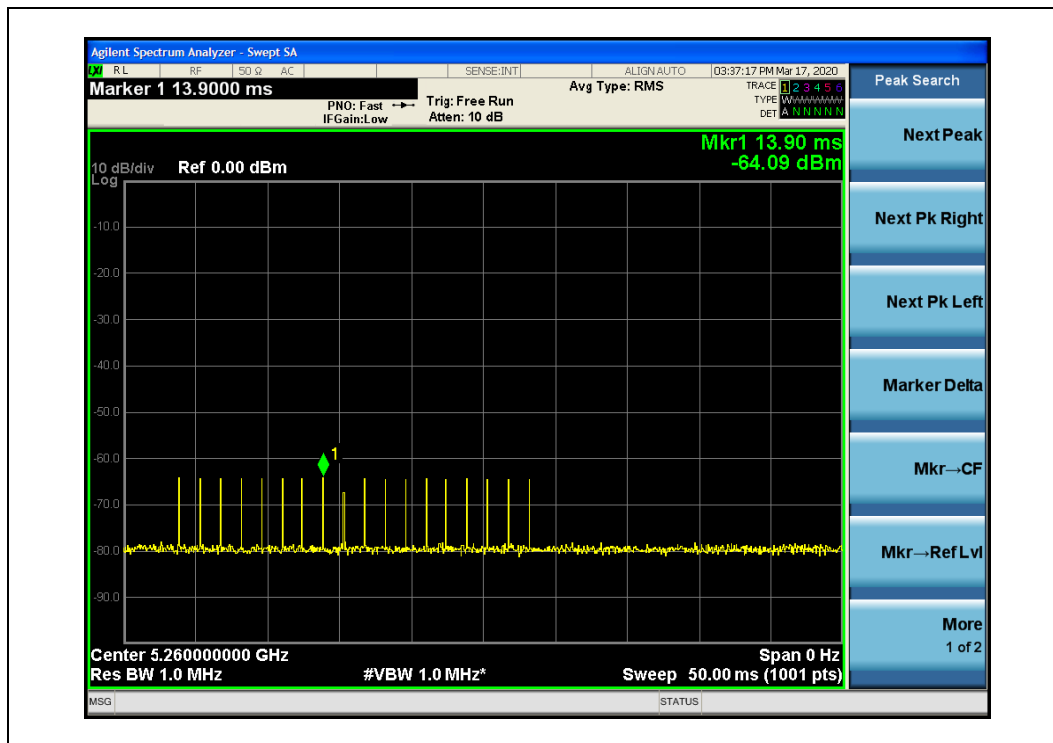 Agilent Spectrum Analyzer - Swept SA
LXI RL RF 50 Ω AC SENSE:INT ALIGN AUTO 03:37:17 PM Mar 17, 2020
Marker 1 13.9000 ms
PNO: Fast
IFGain:Low
Trig: Free Run
Atten: 10 dB
Avg Type: RMS
TRACE 1 2 3 4 5 6
TYPE WWWWWW
DET A N N N N N
Mkr1 13.90 ms
-64.09 dBm
10 dB/div Ref 0.00 dBm
Log
-10.0
-20.0
-30.0
-40.0
-50.0
-60.0
-70.0
-80.0
-90.0
1
Center 5.260000000 GHz Span 0 Hz
Res BW 1.0 MHz #VBW 1.0 MHz* Sweep 50.00 ms (1001 pts)
MSG STATUS
Peak Search
Next Peak
Next Pk Right
Next Pk Left
Marker Delta
Mkr→CF
Mkr→Ref Lvl
More
1 of 2